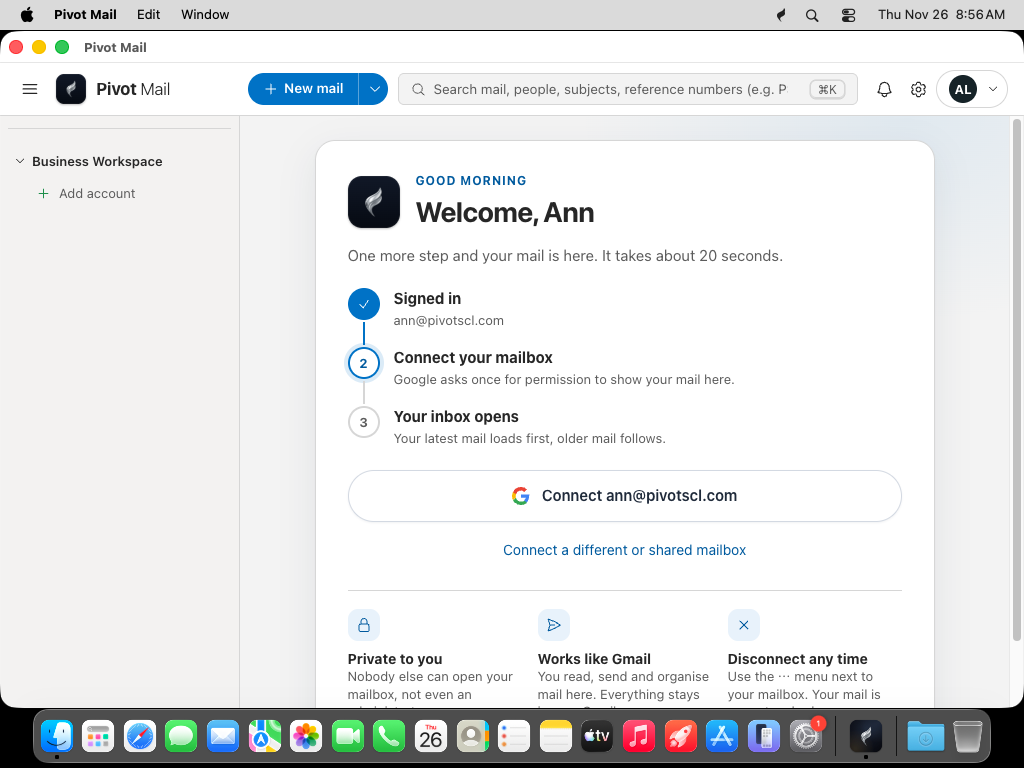 Pivot Mail Edit Window Thu Nov 26 8:56 AM
Pivot Mail
Pivot Mail
New mail
Search mail, people, subjects, reference numbers (e.g. P
⌘K
AL
Business Workspace
Add account
GOOD MORNING
Welcome, Ann
One more step and your mail is here. It takes about 20 seconds.
Signed in
ann@pivotscl.com
2
Connect your mailbox
Google asks once for permission to show your mail here.
3
Your inbox opens
Your latest mail loads first, older mail follows.
Connect ann@pivotscl.com
Connect a different or shared mailbox
Private to you
Nobody else can open your
mailbox, not even an
Works like Gmail
You read, send and organise
mail here. Everything stays
Disconnect any time
Use the ··· menu next to
your mailbox. Your mail is
Thu
26
tv
1